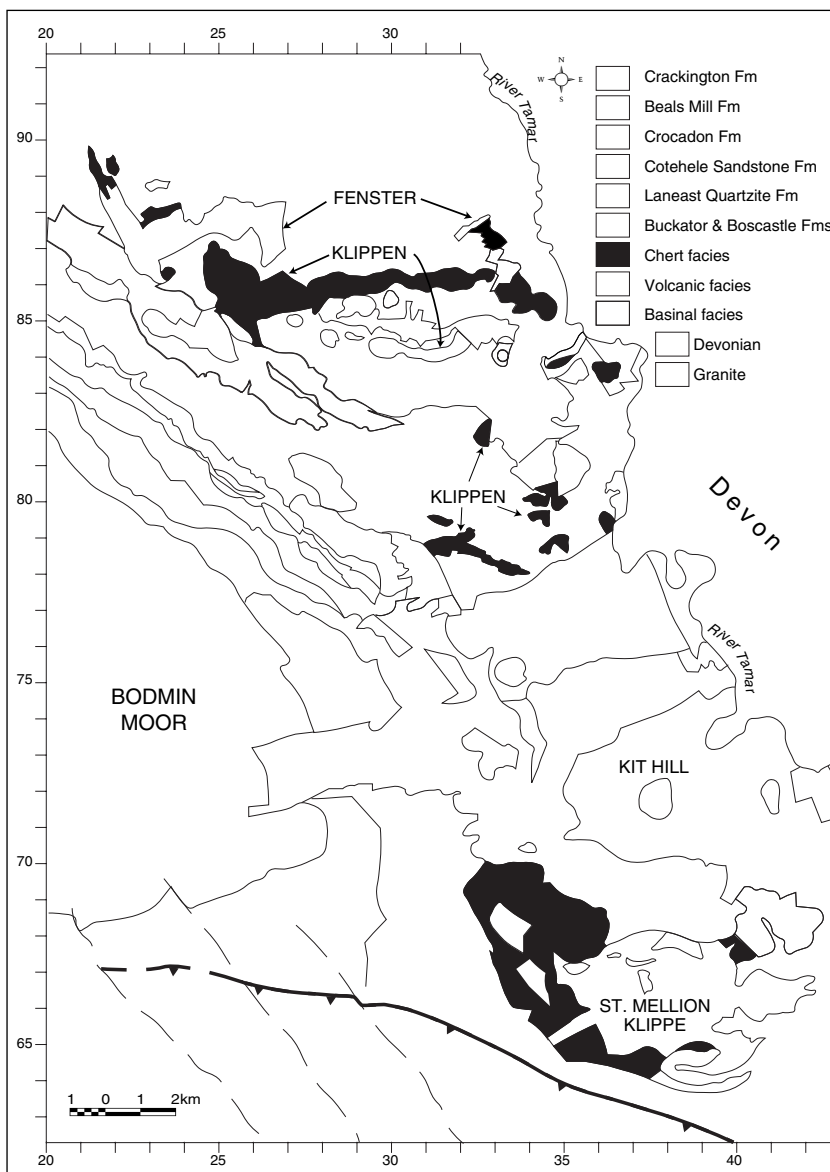 20 25 30
N
W E
S
River Tamar
Crackington Fm
Beals Mill Fm
Crocadon Fm
Cotehele Sandstone Fm
Laneast Quartzite Fm
Buckator & Boscastle Fms
Chert facies
Volcanic facies
Basinal facies
Devonian
Granite
90
FENSTER
KLIPPEN
85
KLIPPEN
80
Devon
River Tamar
75
BODMIN
MOOR
KIT HILL
70
ST. MELLION
KLIPPE
65
1 0 1 2km
20 25 30 35 40